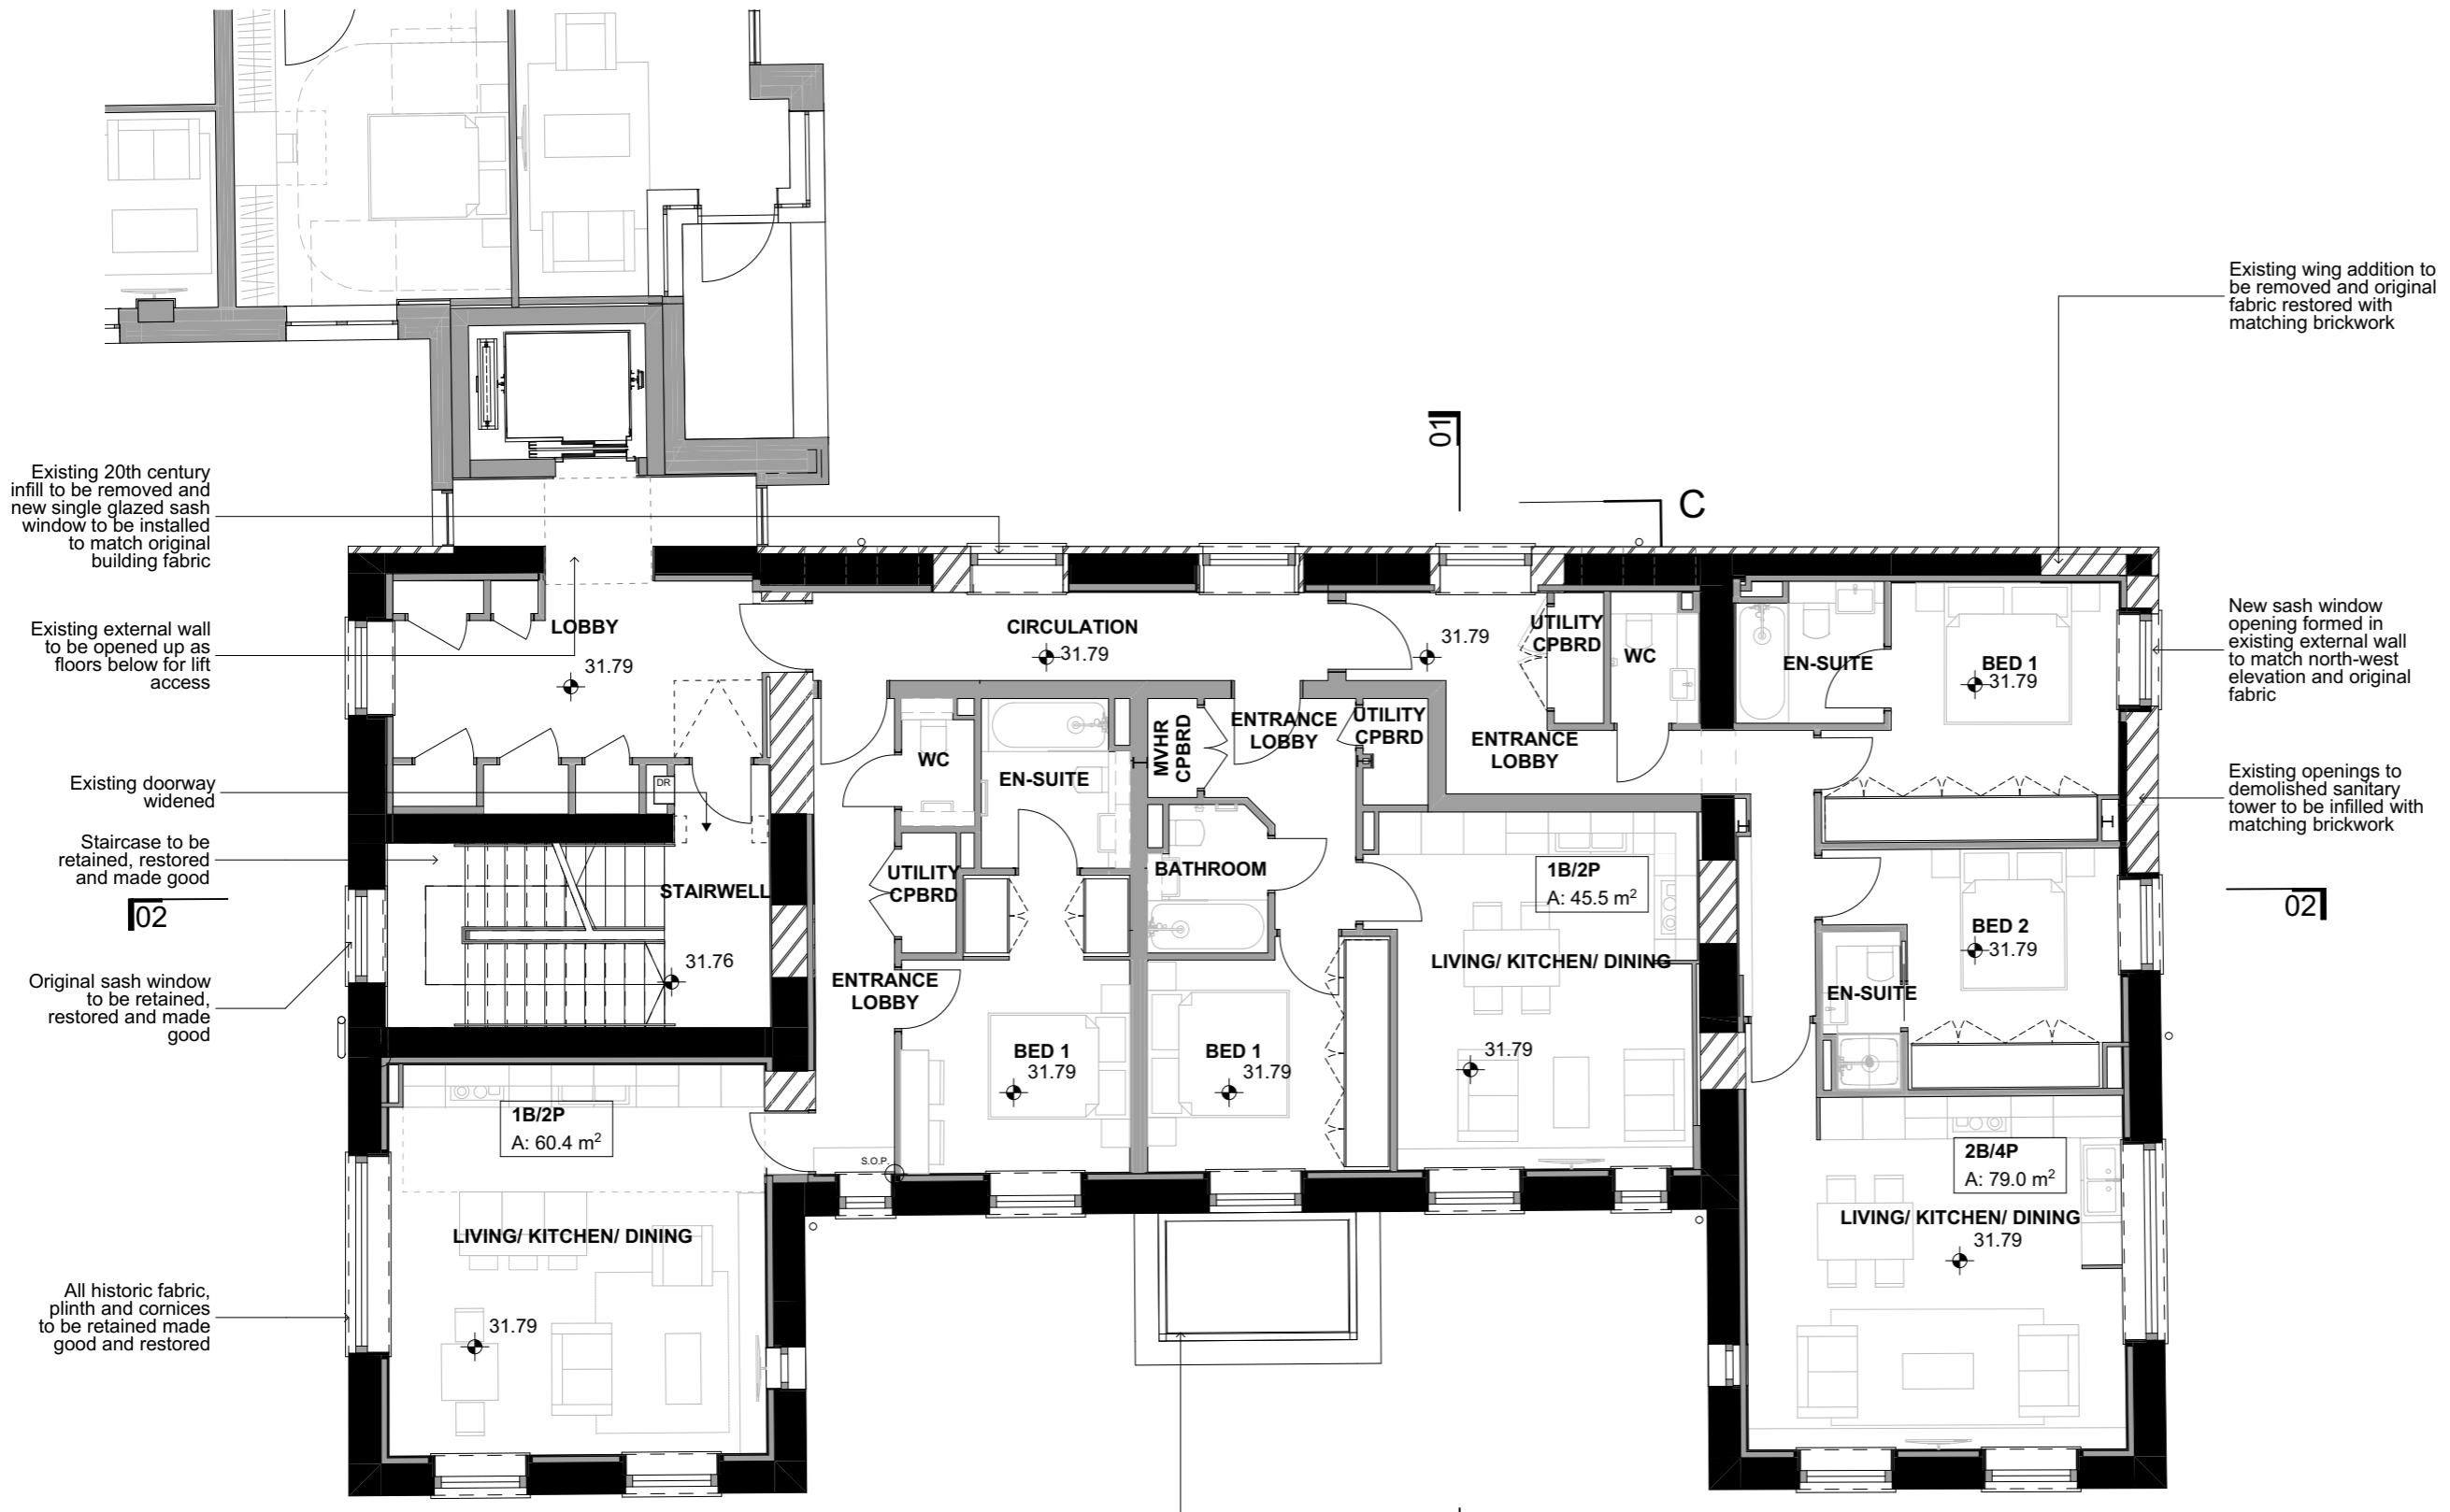 Existing wing addition to
be removed and original
fabric restored with
matching brickwork
01
C
Existing 20th century
infill to be removed and
new single glazed sash
window to be installed
to match original
building fabric
Existing external wall
to be opened up as
floors below for lift
access
Existing doorway
widened
Staircase to be
retained, restored
and made good
02
Original sash window
to be retained,
restored and made
good
All historic fabric,
plinth and cornices
to be retained made
good and restored
New sash window
opening formed in
existing external wall
to match north-west
elevation and original
fabric
Existing openings to
demolished sanitary
tower to be infilled with
matching brickwork
02
LOBBY
31.79
CIRCULATION
31.79
31.79
UTILITY
CPBRD
WC
EN-SUITE
BED 1
31.79
WC
EN-SUITE
MVHR
CPBRD
ENTRANCE
LOBBY
UTILITY
CPBRD
ENTRANCE
LOBBY
DR
STAIRWELL
31.76
UTILITY
CPBRD
BATHROOM
1B/2P
A: 45.5 m²
BED 2
31.79
EN-SUITE
ENTRANCE
LOBBY
LIVING/ KITCHEN/ DINING
31.79
BED 1
31.79
BED 1
31.79
1B/2P
A: 60.4 m²
S.O.P.
2B/4P
A: 79.0 m²
LIVING/ KITCHEN/ DINING
31.79
LIVING/ KITCHEN/ DINING
31.79